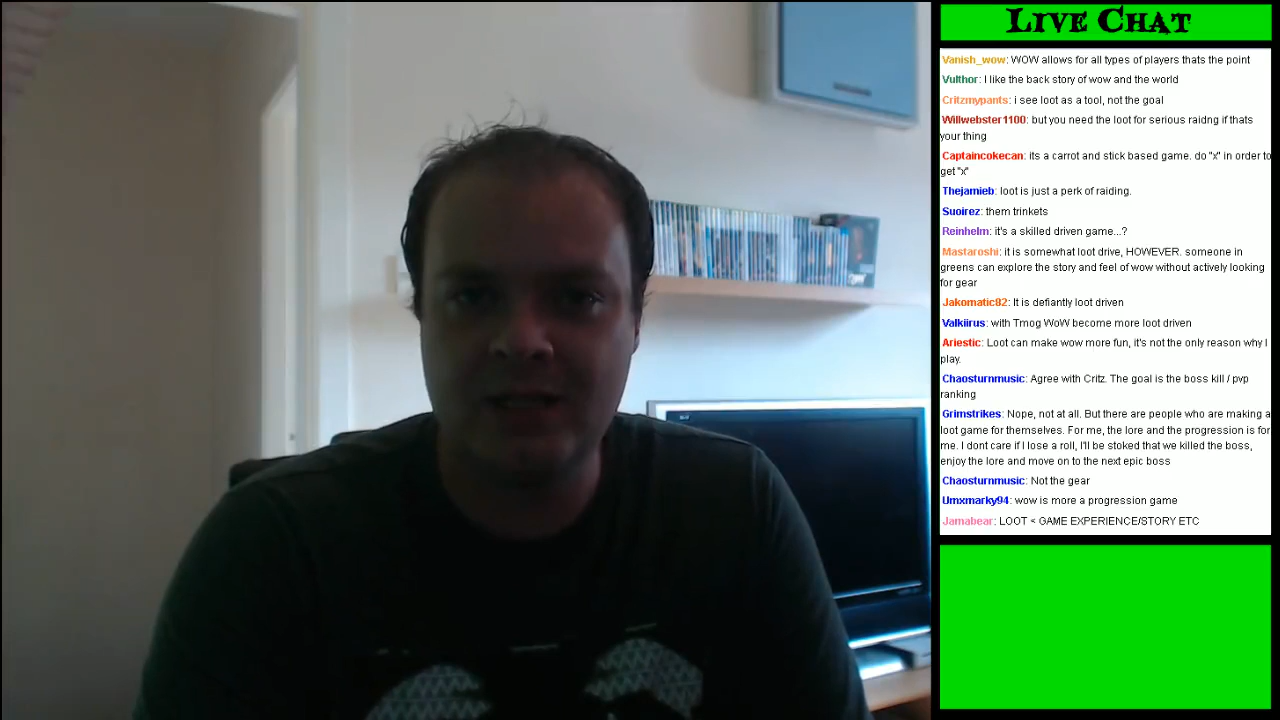 Live Chat
Vanish_wow: WOW allows for all types of players thats the point
Vulthor: I like the back story of wow and the world
Critzmypants: i see loot as a tool, not the goal
Willwebster1100: but you need the loot for serious raidng if thats
your thing
Captaincokecan: its a carrot and stick based game. do "x" in order to
get "x"
Thejamieb: loot is just a perk of raiding.
Suoirez: them trinkets
Reinhelm: it's a skilled driven game...?
Mastaroshi: it is somewhat loot drive, HOWEVER. someone in
greens can explore the story and feel of wow without actively looking
for gear
Jakomatic82: It is defiantly loot driven
Valkiirus: with Tmog WoW become more loot driven
Ariestic: Loot can make wow more fun, it's not the only reason why I
play.
Chaosturnmusic: Agree with Critz. The goal is the boss kill / pvp
ranking
Grimstrikes: Nope, not at all. But there are people who are making a
loot game for themselves. For me, the lore and the progression is for
me. I dont care if I lose a roll, I'll be stoked that we killed the boss,
enjoy the lore and move on to the next epic boss
Chaosturnmusic: Not the gear
Umxmarky94: wow is more a progression game
Jamabear: LOOT < GAME EXPERIENCE/STORY ETC